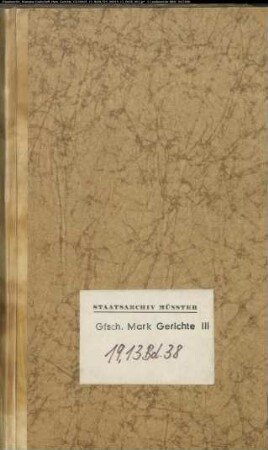 STAATSARCHIV MÜNSTER
Gfsch. Mark Gerichte III
19,13 Bd. 38